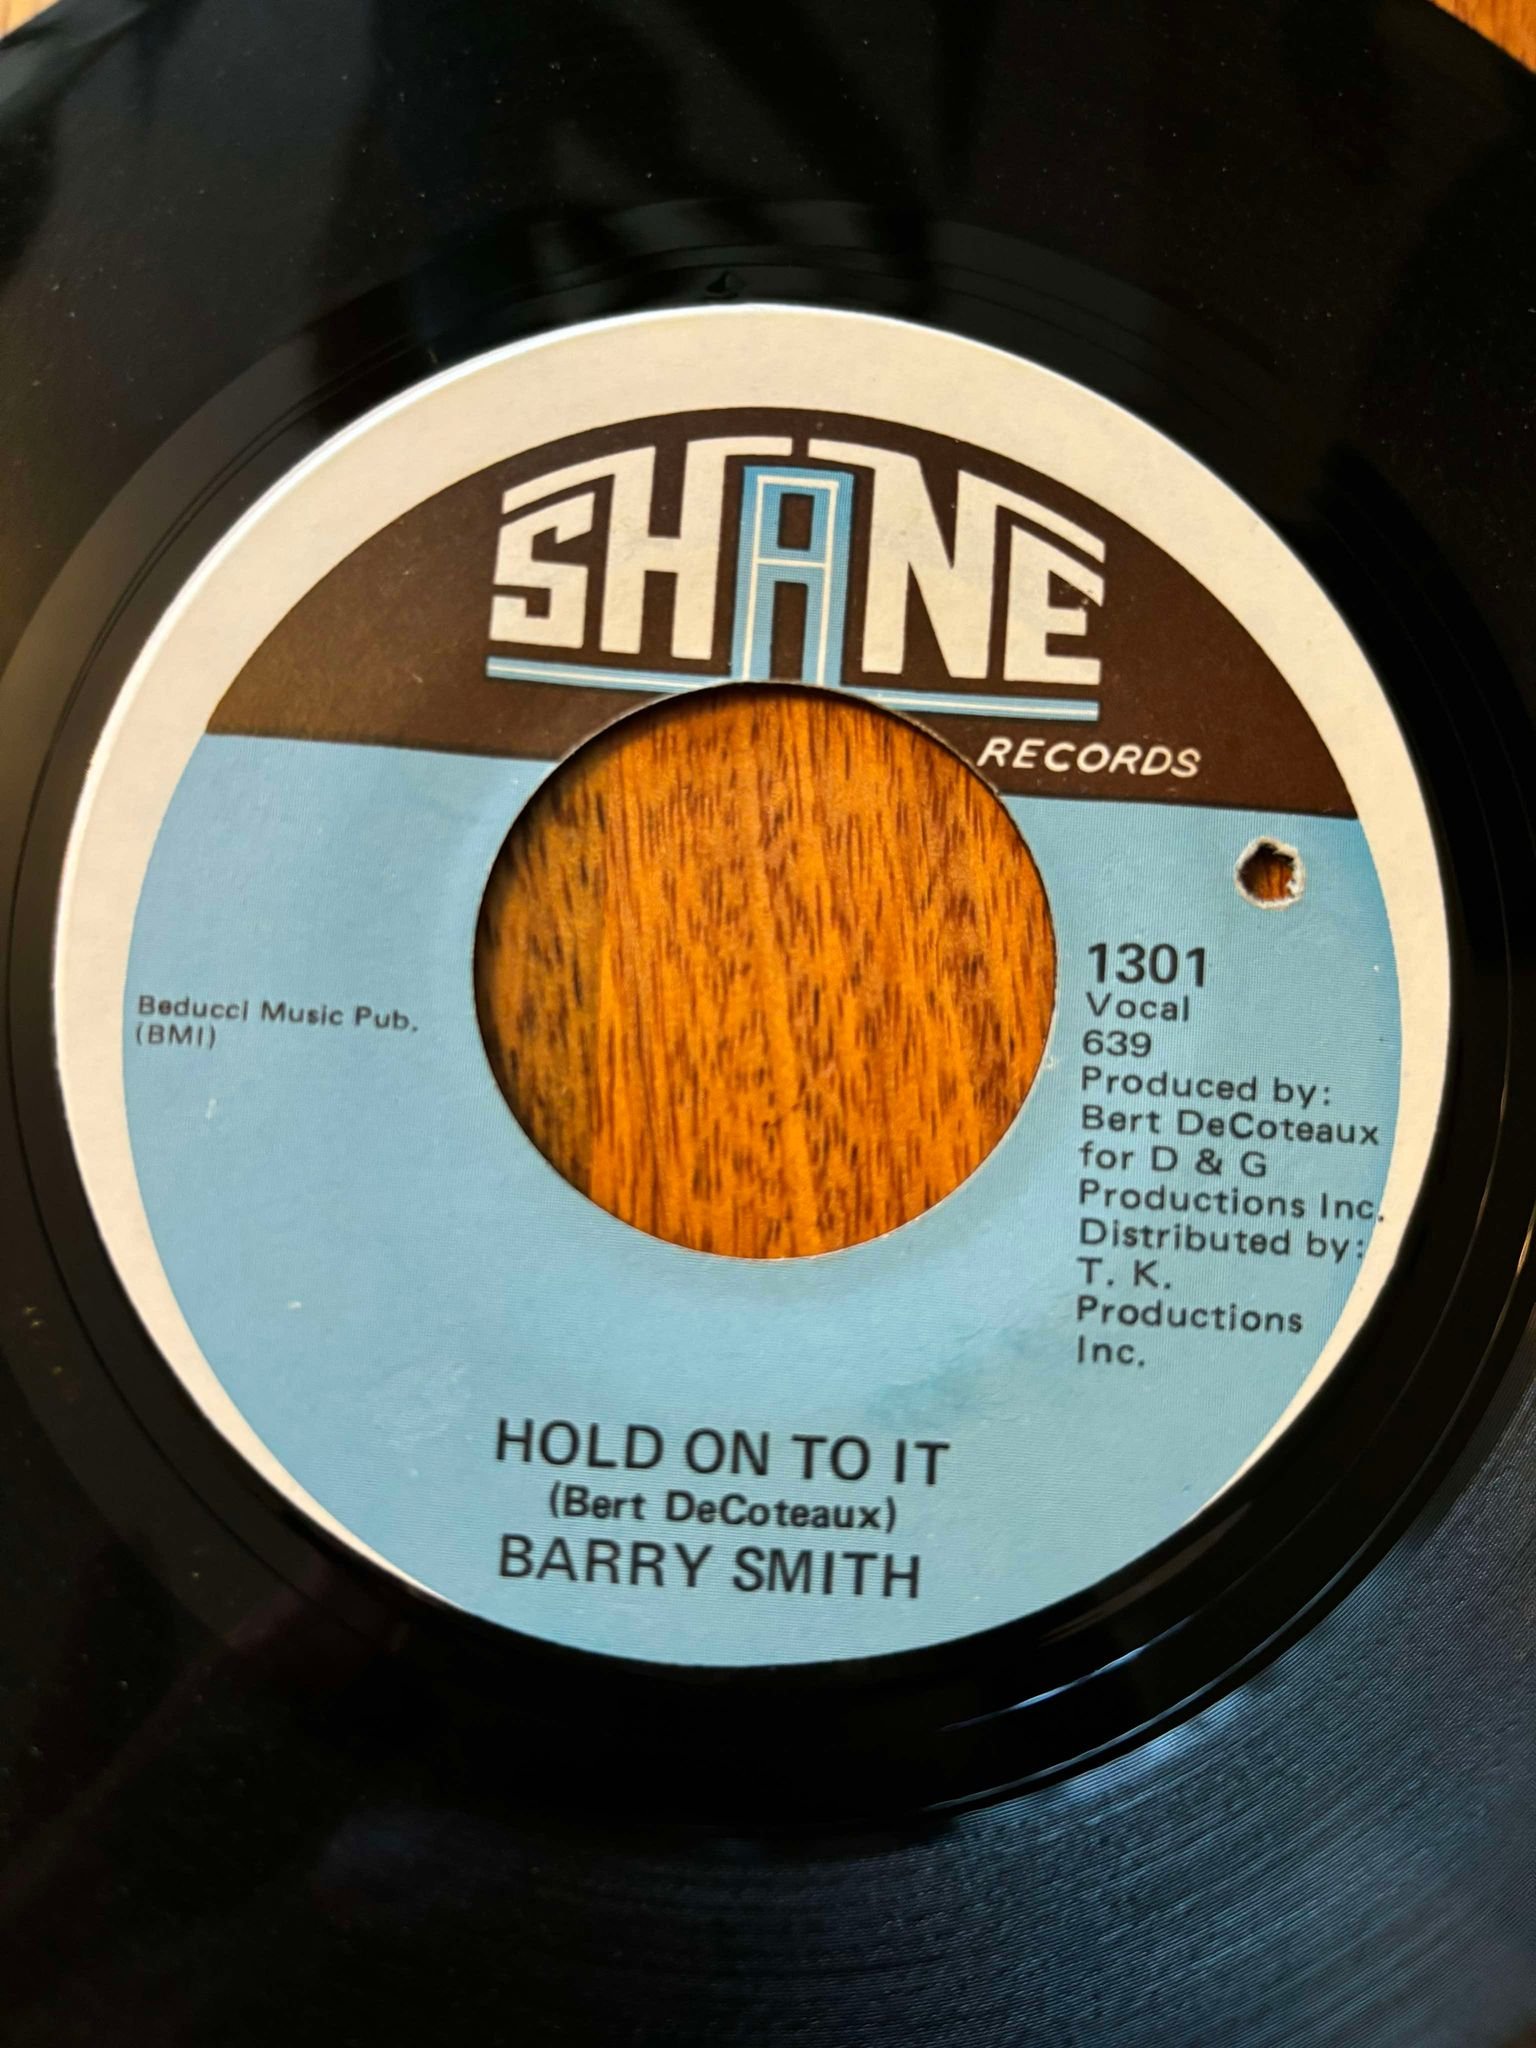 SHANE
RECORDS
Beducci Music Pub.
(BMI)
1301
Vocal
639
Produced by:
Bert DeCoteaux
for D & G
Productions Inc.
Distributed by:
T. K.
Productions
Inc.
HOLD ON TO IT
(Bert DeCoteaux)
BARRY SMITH